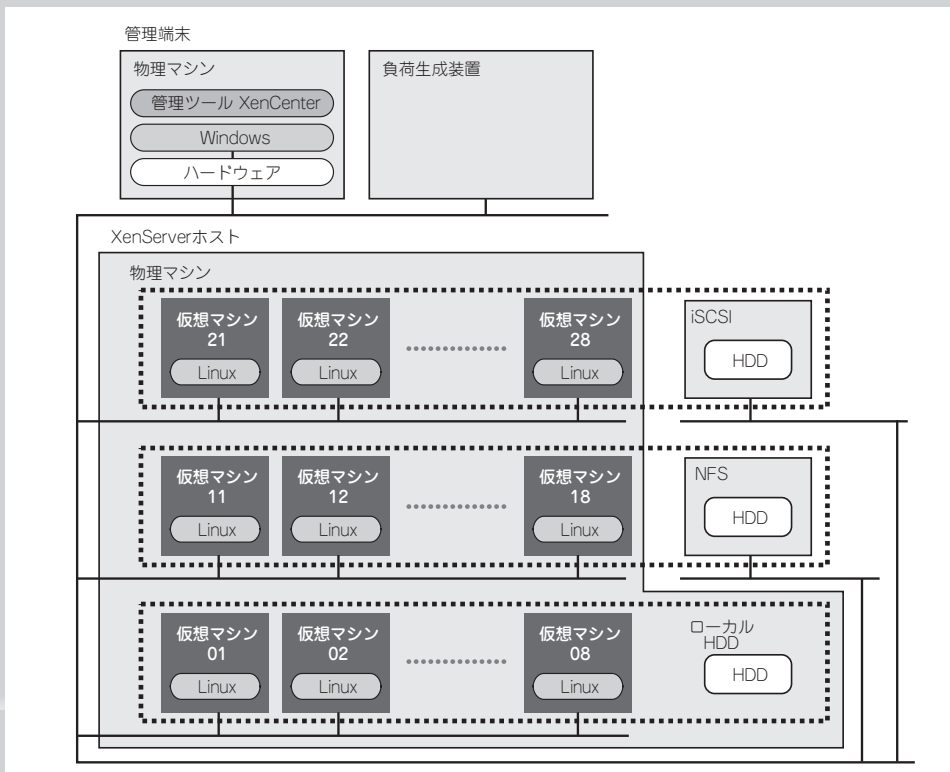 管理端末
物理マシン
管理ツール XenCenter
Windows
ハードウェア
負荷生成装置
XenServerホスト
物理マシン
仮想マシン
21
Linux
仮想マシン
22
Linux
仮想マシン
28
Linux
iSCSI
HDD
仮想マシン
11
Linux
仮想マシン
12
Linux
仮想マシン
18
Linux
NFS
HDD
仮想マシン
01
Linux
仮想マシン
02
Linux
仮想マシン
08
Linux
ローカル
HDD
HDD